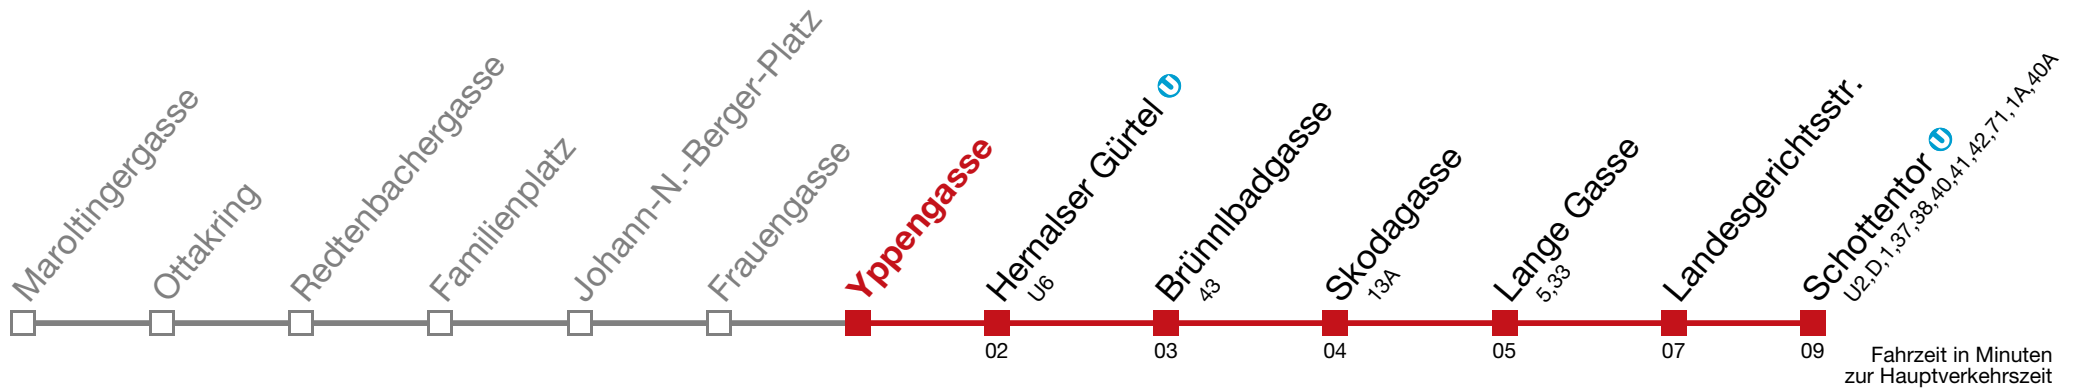 Maroltingergasse
Ottakring
Redtenbachergasse
Familienplatz
Johann-N.-Berger-Platz
Frauengasse
Yppengasse
Hernalser Gürtel U
U6
Brünnlbadgasse
43
Skodagasse
13A
Lange Gasse
5,33
Landesgerichtsstr.
Schottentor U
U2,D,1,37,38,40,41,42,71,1A,40A
02
03
04
05
07
09
Fahrzeit in Minuten
zur Hauptverkehrszeit